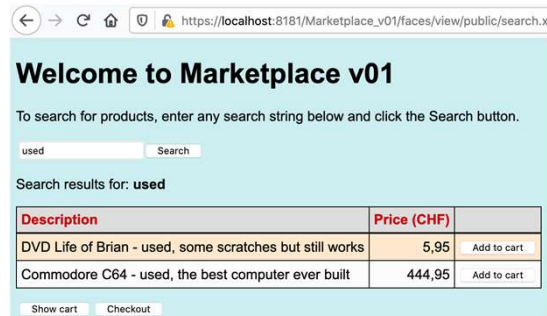 https://localhost:8181/Marketplace_v01/faces/view/public/search.x
Welcome to Marketplace v01
To search for products, enter any search string below and click the Search button.
used Search
Search results for: used
Description Price (CHF)
DVD Life of Brian - used, some scratches but still works 5,95 Add to cart
Commodore C64 - used, the best computer ever built 444,95 Add to cart
Show cart Checkout